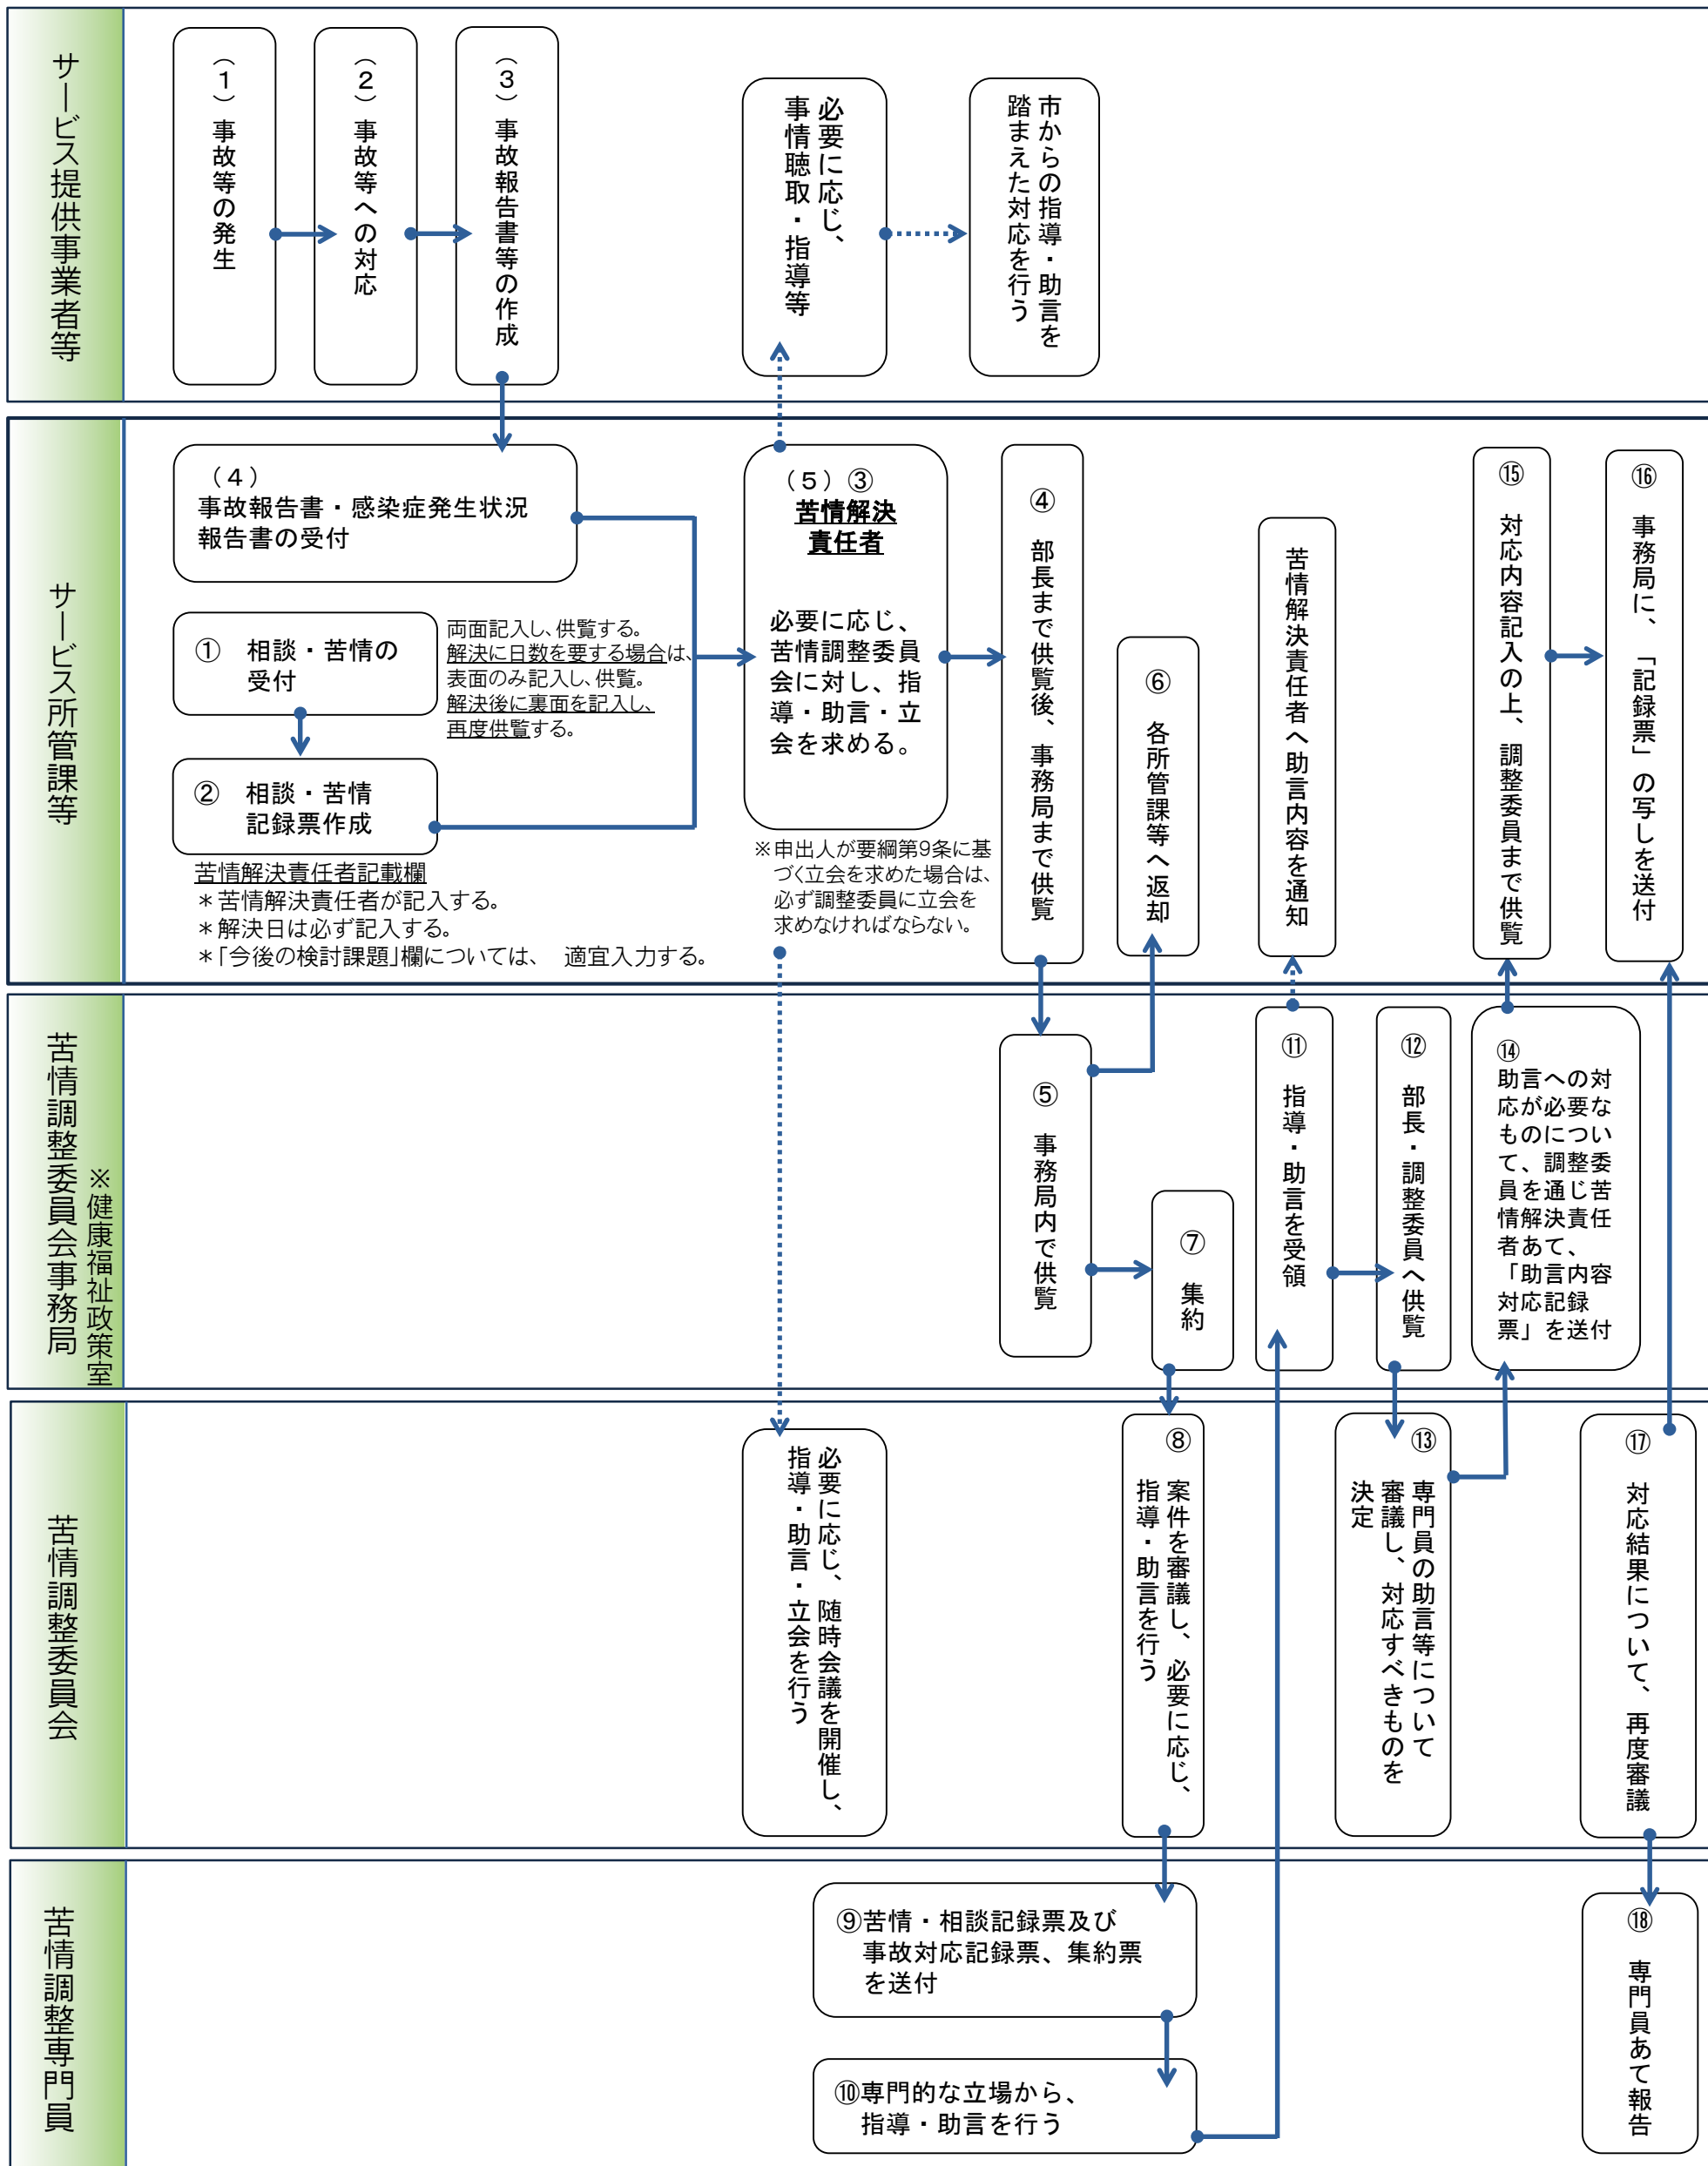 サービス提供事業者等
（１）事故等の発生
（２）事故等への対応
（３）事故報告書等の作成
必要に応じ、
事情聴取・指導等
市からの指導・助言を
踏まえた対応を行う
サービス所管課等
（４）
事故報告書・感染症発生状況
報告書の受付
① 相談・苦情の
受付
両面記入し、供覧する。
解決に日数を要する場合は、
表面のみ記入し、供覧。
解決後に裏面を記入し、
再度供覧する。
② 相談・苦情
記録票作成
苦情解決責任者記載欄
＊苦情解決責任者が記入する。
＊解決日は必ず記入する。
＊「今後の検討課題」欄については、 適宜入力する。
（５）③
苦情解決
責任者
必要に応じ、
苦情調整委員
会に対し、指
導・助言・立
会を求める。
※申出人が要綱第9条に基
づく立会を求めた場合は、
必ず調整委員に立会を
求めなければならない。
④ 部長まで供覧後、事務局まで供覧
⑥ 各所管課等へ返却
苦情解決責任者へ助言内容を通知
⑮ 対応内容記入の上、調整委員まで供覧
⑯ 事務局に、「記録票」の写しを送付
苦情調整委員会事務局
※健康福祉政策室
⑤ 事務局内で供覧
⑦ 集約
⑪ 指導・助言を受領
⑫ 部長・調整委員へ供覧
⑭
助言への対
応が必要な
ものについ
て、調整委
員を通じ苦
情解決責任
者あて、
「助言内容
対応記録
票」を送付
苦情調整委員会
必要に応じ、随時会議を開催し、
指導・助言・立会を行う
⑧ 案件を審議し、必要に応じ、
指導・助言を行う
⑬ 専門員の助言等について
審議し、対応すべきものを
決定
⑰ 対応結果について、再度審議
苦情調整専門員
⑨苦情・相談記録票及び
事故対応記録票、集約票
を送付
⑩専門的な立場から、
指導・助言を行う
⑱ 専門員あて報告